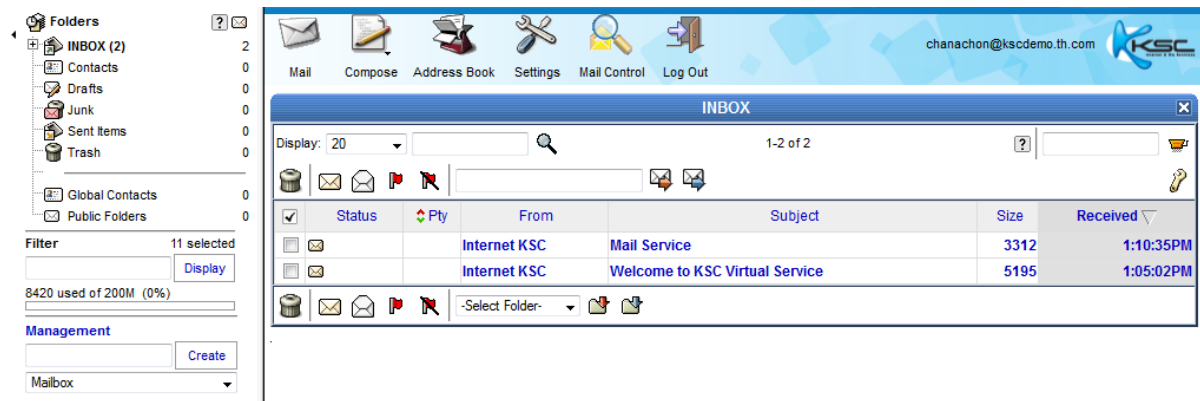 Folders ?
INBOX (2) 2
Contacts 0
Drafts 0
Junk 0
Sent Items 0
Trash 0
Global Contacts 0
Public Folders 0
Filter 11 selected
Display
8420 used of 200M (0%)
Management
Create
Mailbox
Mail Compose Address Book Settings Mail Control Log Out
chanachon@kscdemo.th.com
KSC
INBOX
Display: 20 1-2 of 2 ?
Status Pty From Subject Size Received
Internet KSC Mail Service 3312 1:10:35PM
Internet KSC Welcome to KSC Virtual Service 5195 1:05:02PM
-Select Folder-